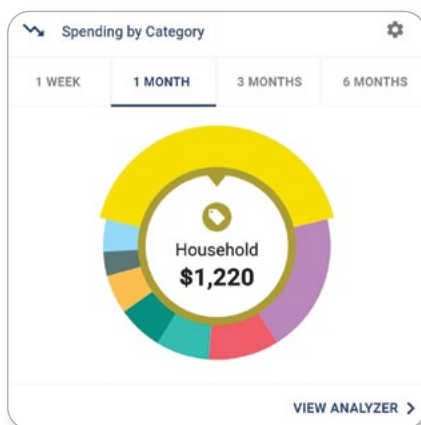 Spending by Category
1 WEEK 1 MONTH 3 MONTHS 6 MONTHS
Household
$1,220
VIEW ANALYZER